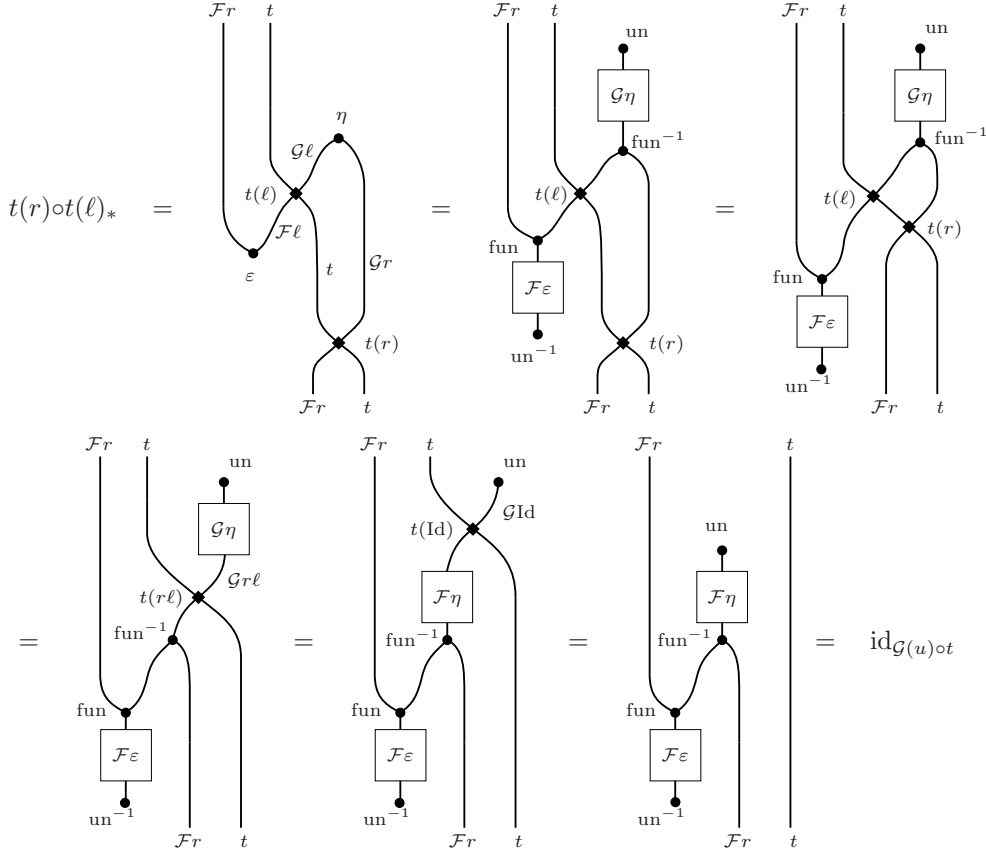 ℱr t ℱr t un ℱr t un
𝒢η 𝒢η
η
𝒢ℓ fun⁻¹ fun⁻¹
t(r)∘t(ℓ)∗ = t(ℓ) = t(ℓ) = t(ℓ)
ℱℓ t(r)
fun
ε t 𝒢r fun
ℱε
ℱε
t(r) un⁻¹ t(r)
un⁻¹
ℱr t ℱr t ℱr t
ℱr t ℱr t ℱr t
un un
𝒢η 𝒢Id
t(Id) un
𝒢rℓ
t(rℓ) ℱη ℱη
= fun⁻¹ = fun⁻¹ = fun⁻¹ = id𝒢(u)∘t
fun fun fun
ℱε ℱε ℱε
un⁻¹ un⁻¹ un⁻¹
ℱr t ℱr t ℱr t